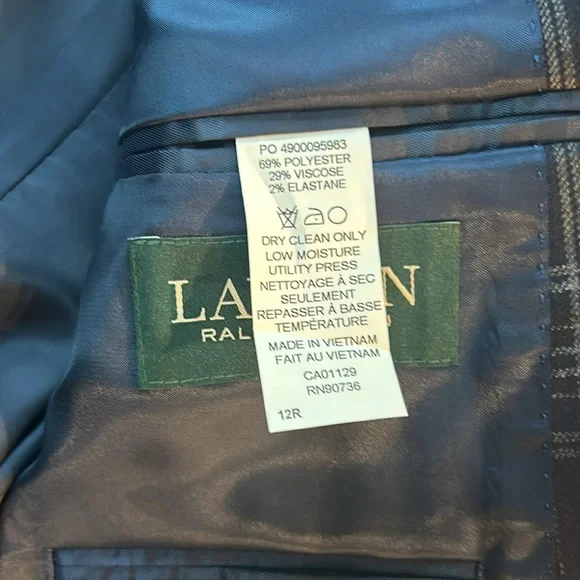 PO 4900095983
69% POLYESTER
29% VISCOSE
2% ELASTANE
DRY CLEAN ONLY
LOW MOISTURE
UTILITY PRESS
NETTOYAGE À SEC
SEULEMENT
REPASSER À BASSE
TEMPÉRATURE
MADE IN VIETNAM
FAIT AU VIETNAM
CA01129
RN90736
12R